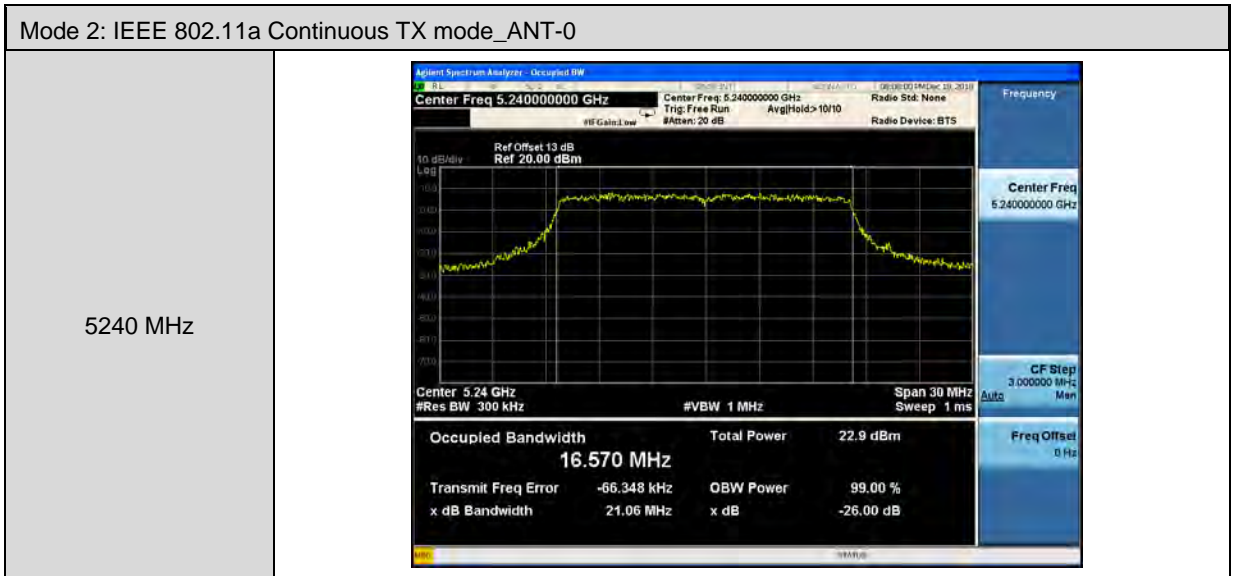 Mode 2: IEEE 802.11a Continuous TX mode_ANT-0
5240 MHz
Agilent Spectrum Analyzer - Occupied BW
RL
Center Freq 5.240000000 GHz
#IFGain:Low
Center Freq: 5.240000000 GHz
Trig: Free Run Avg|Hold:>10/10
#Atten: 20 dB
Radio Std: None
Radio Device: BTS
Frequency
Ref Offset 13 dB
10 dB/div Ref 20.00 dBm
Log
Center Freq
5.240000000 GHz
Center 5.24 GHz Span 30 MHz
#Res BW 300 kHz #VBW 1 MHz Sweep 1 ms
CF Step
3.000000 MHz
Auto Man
Occupied Bandwidth Total Power 22.9 dBm
16.570 MHz
Transmit Freq Error -66.348 kHz OBW Power 99.00 %
x dB Bandwidth 21.06 MHz x dB -26.00 dB
Freq Offset
0 Hz
MSG STATUS